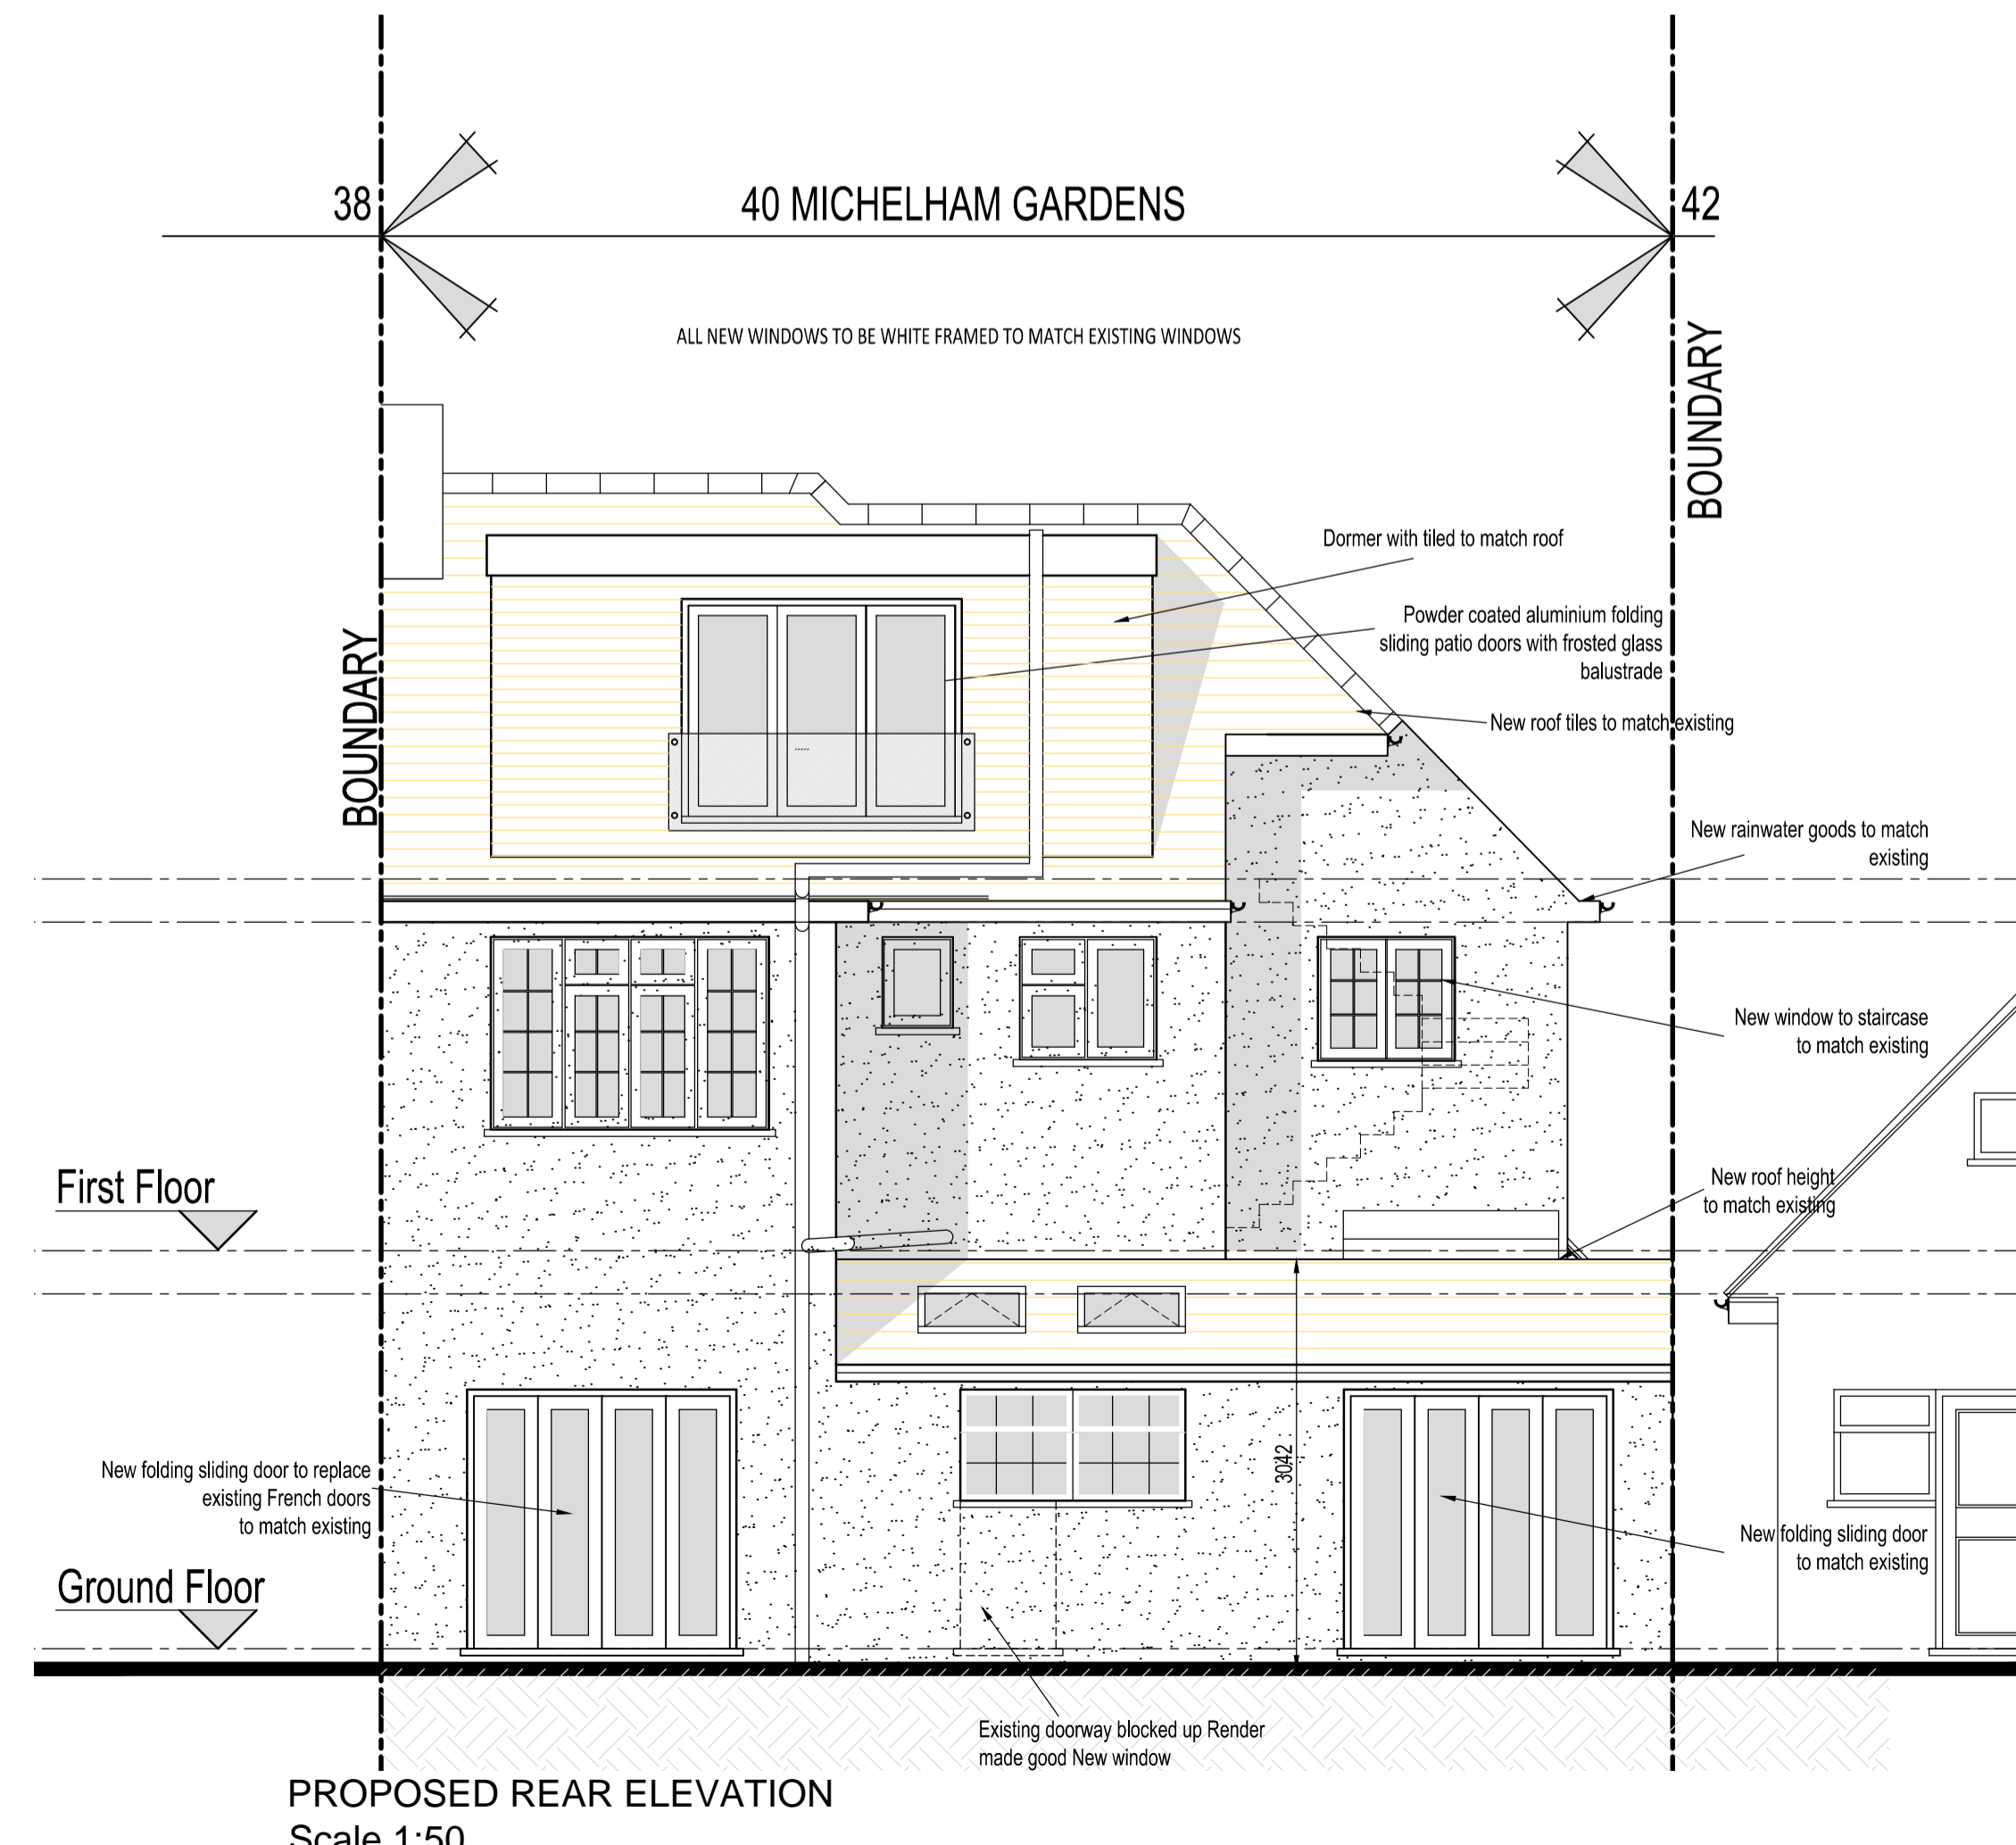 38
40 MICHELHAM GARDENS
42
ALL NEW WINDOWS TO BE WHITE FRAMED TO MATCH EXISTING WINDOWS
BOUNDARY
BOUNDARY
Dormer with tiled to match roof
Powder coated aluminium folding
sliding patio doors with frosted glass
balustrade
New roof tiles to match existing
New rainwater goods to match
existing
New window to staircase
to match existing
First Floor
New roof height
to match existing
3042
New folding sliding door to replace
existing French doors
to match existing
New folding sliding door
to match existing
Ground Floor
Existing doorway blocked up Render
made good New window
PROPOSED REAR ELEVATION
Scale 1:50